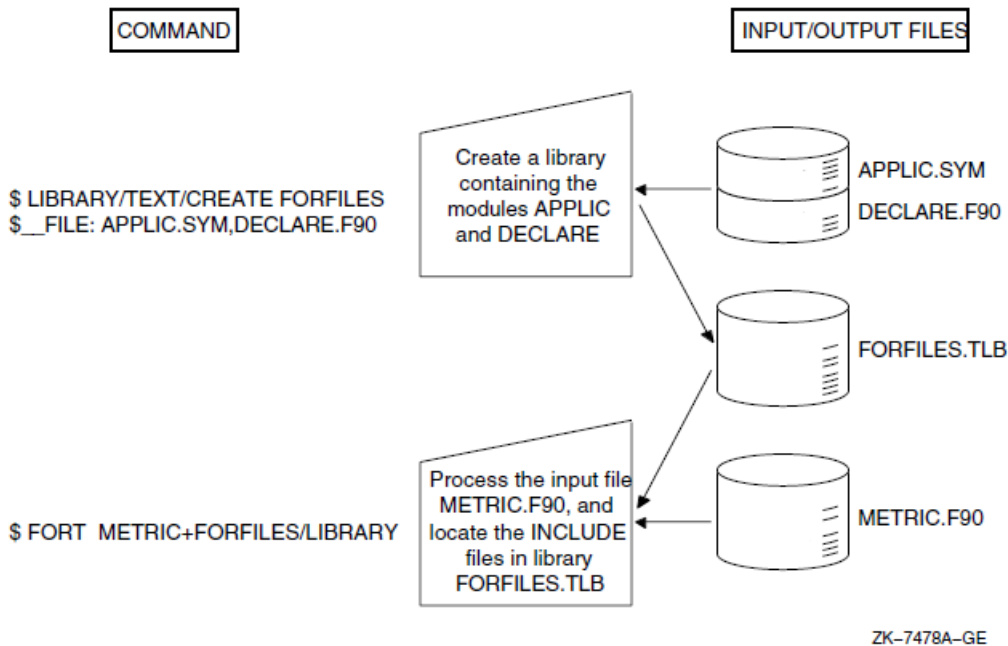 COMMAND
INPUT/OUTPUT FILES
$ LIBRARY/TEXT/CREATE FORFILES
$__FILE: APPLIC.SYM,DECLARE.F90
Create a library
containing the
modules APPLIC
and DECLARE
APPLIC.SYM
DECLARE.F90
FORFILES.TLB
$ FORT METRIC+FORFILES/LIBRARY
Process the input file
METRIC.F90, and
locate the INCLUDE
files in library
FORFILES.TLB
METRIC.F90
ZK–7478A–GE